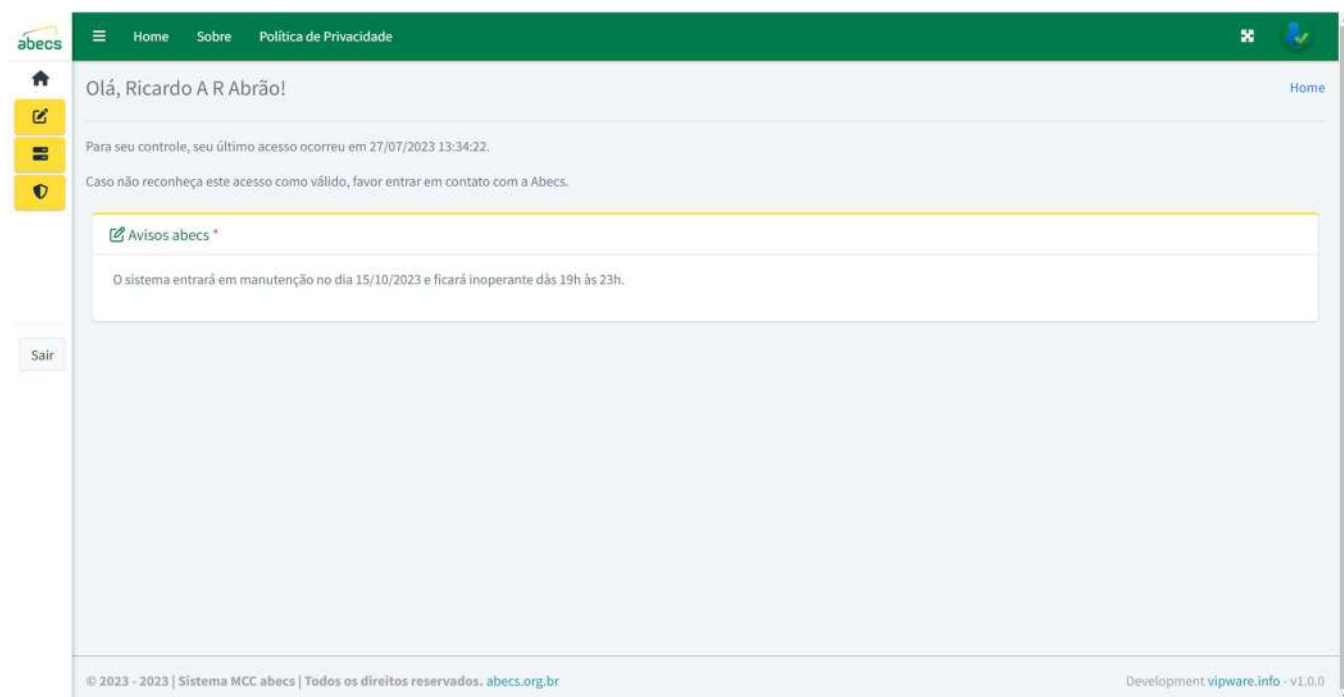 abecs
Home Sobre Política de Privacidade
Olá, Ricardo A R Abrão!
Home
Para seu controle, seu último acesso ocorreu em 27/07/2023 13:34:22.
Caso não reconheça este acesso como válido, favor entrar em contato com a Abecs.
Avisos abecs *
O sistema entrará em manutenção no dia 15/10/2023 e ficará inoperante dàs 19h às 23h.
Sair
© 2023 - 2023 | Sistema MCC abecs | Todos os direitos reservados. abecs.org.br
Development vipware.info - v1.0.0